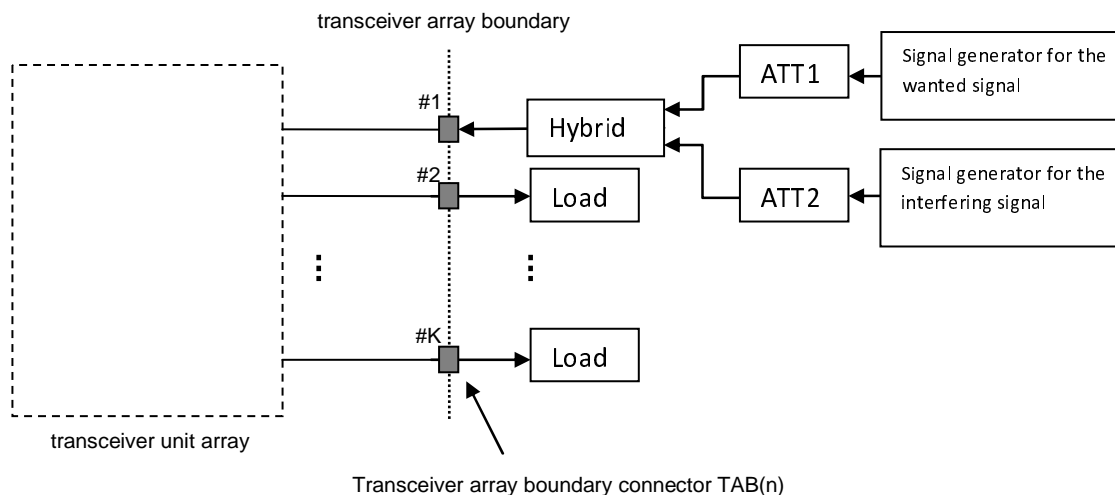 transceiver array boundary
#1
Hybrid
ATT1
Signal generator for the
wanted signal
#2
Load
ATT2
Signal generator for the
interfering signal
#K
Load
transceiver unit array
Transceiver array boundary connector TAB(n)